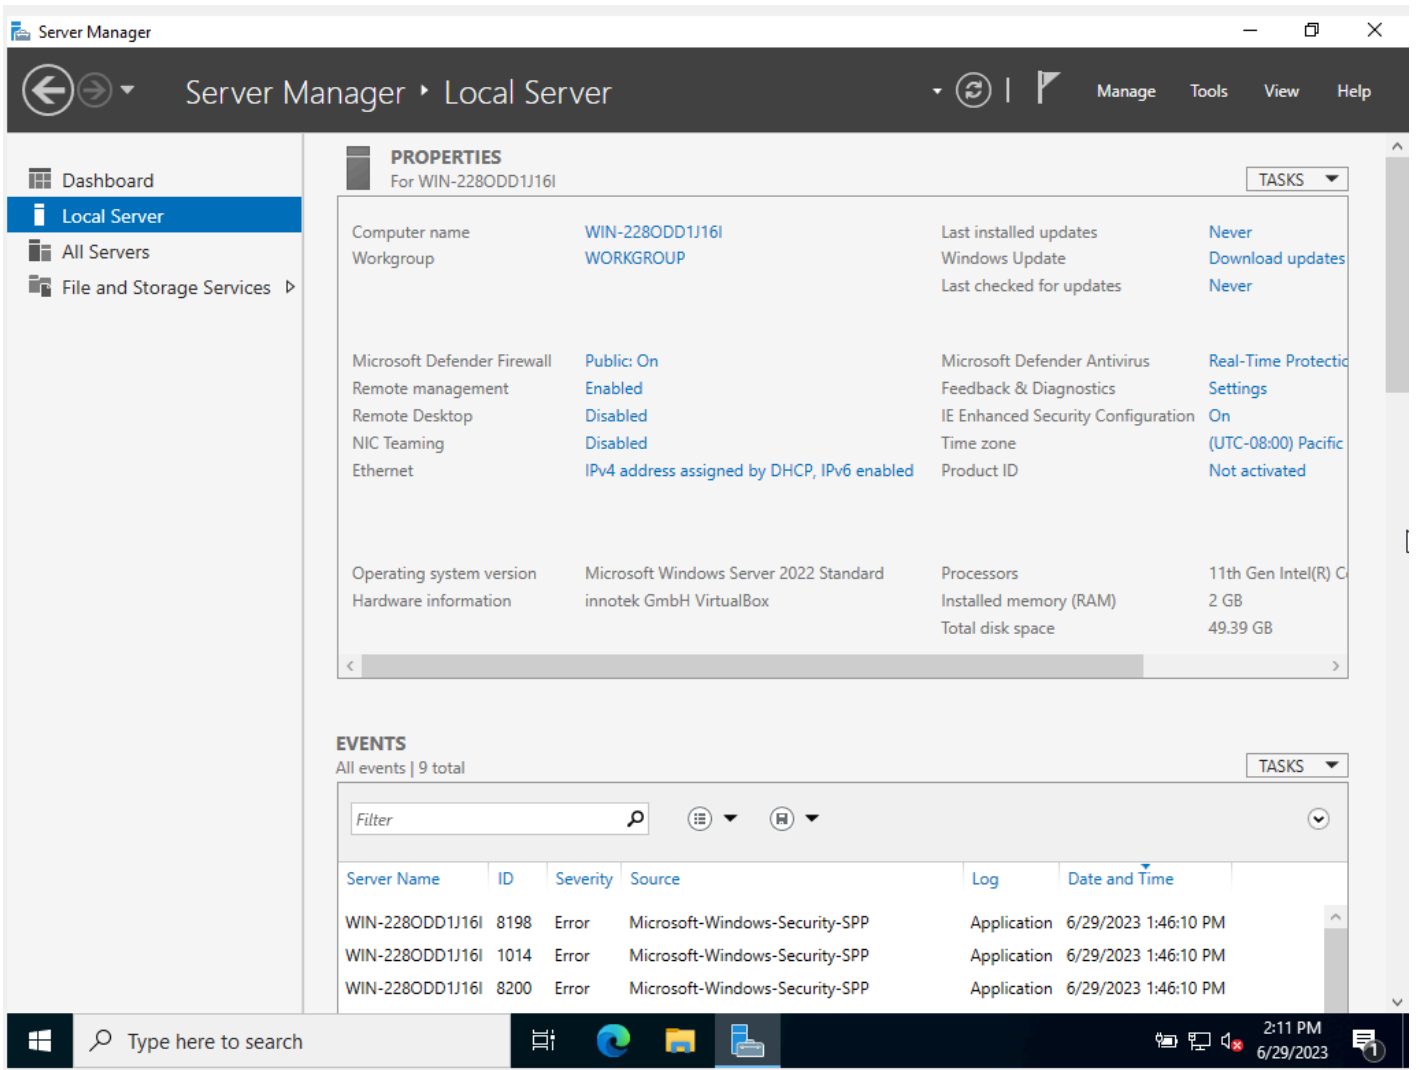 Server Manager
Server Manager ‣ Local Server
Manage Tools View Help
Dashboard
Local Server
All Servers
File and Storage Services
PROPERTIES
For WIN-228ODD1J16I
TASKS
Computer name WIN-228ODD1J16I Last installed updates Never
Workgroup WORKGROUP Windows Update Download updates
Last checked for updates Never
Microsoft Defender Firewall Public: On Microsoft Defender Antivirus Real-Time Protectic
Remote management Enabled Feedback & Diagnostics Settings
Remote Desktop Disabled IE Enhanced Security Configuration On
NIC Teaming Disabled Time zone (UTC-08:00) Pacific
Ethernet IPv4 address assigned by DHCP, IPv6 enabled Product ID Not activated
Operating system version Microsoft Windows Server 2022 Standard Processors 11th Gen Intel(R) C
Hardware information innotek GmbH VirtualBox Installed memory (RAM) 2 GB
Total disk space 49.39 GB
EVENTS
All events | 9 total
TASKS
Filter
Server Name ID Severity Source Log Date and Time
WIN-228ODD1J16I 8198 Error Microsoft-Windows-Security-SPP Application 6/29/2023 1:46:10 PM
WIN-228ODD1J16I 1014 Error Microsoft-Windows-Security-SPP Application 6/29/2023 1:46:10 PM
WIN-228ODD1J16I 8200 Error Microsoft-Windows-Security-SPP Application 6/29/2023 1:46:10 PM
Type here to search
2:11 PM
6/29/2023
1